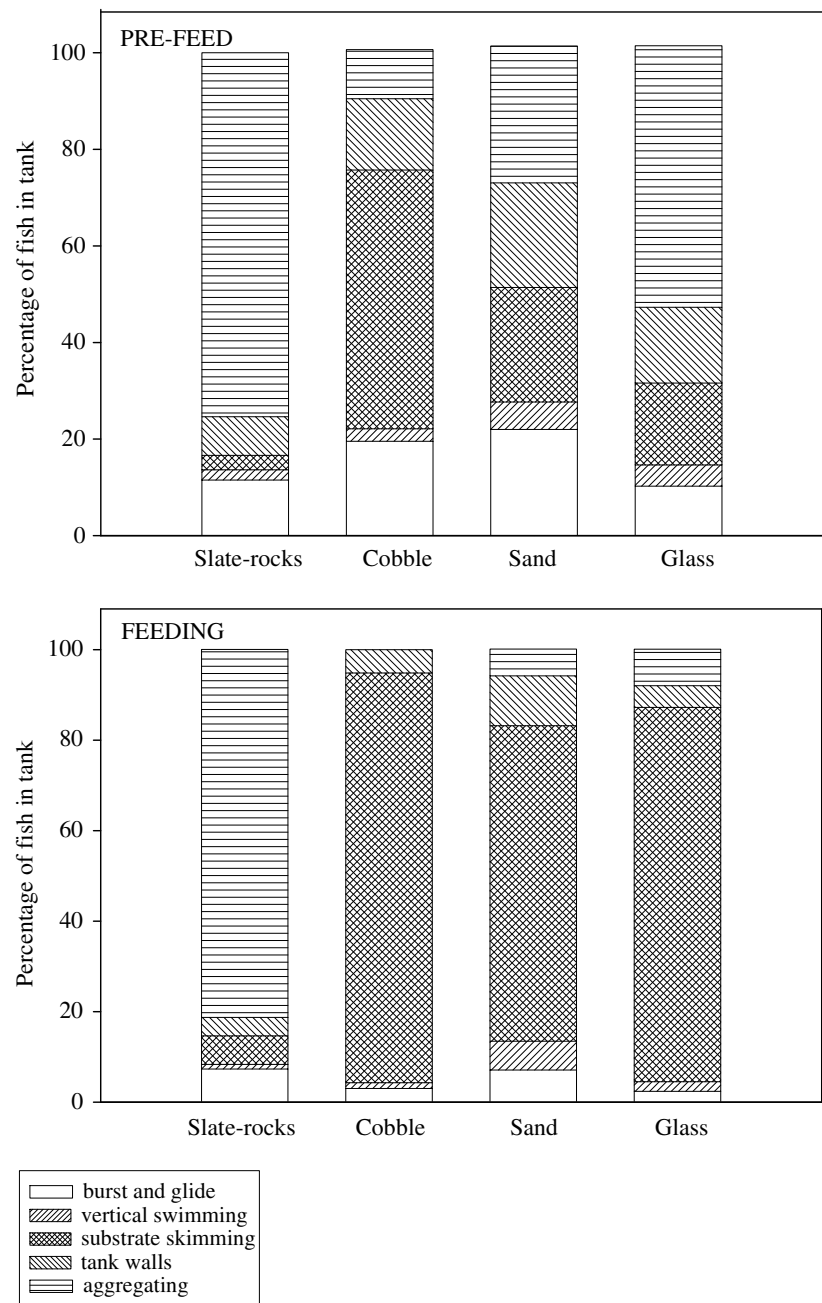 PRE-FEED
100
80
60
40
20
0
Percentage of fish in tank
Slate-rocks Cobble Sand Glass
FEEDING
100
80
60
40
20
0
Percentage of fish in tank
Slate-rocks Cobble Sand Glass
burst and glide
vertical swimming
substrate skimming
tank walls
aggregating